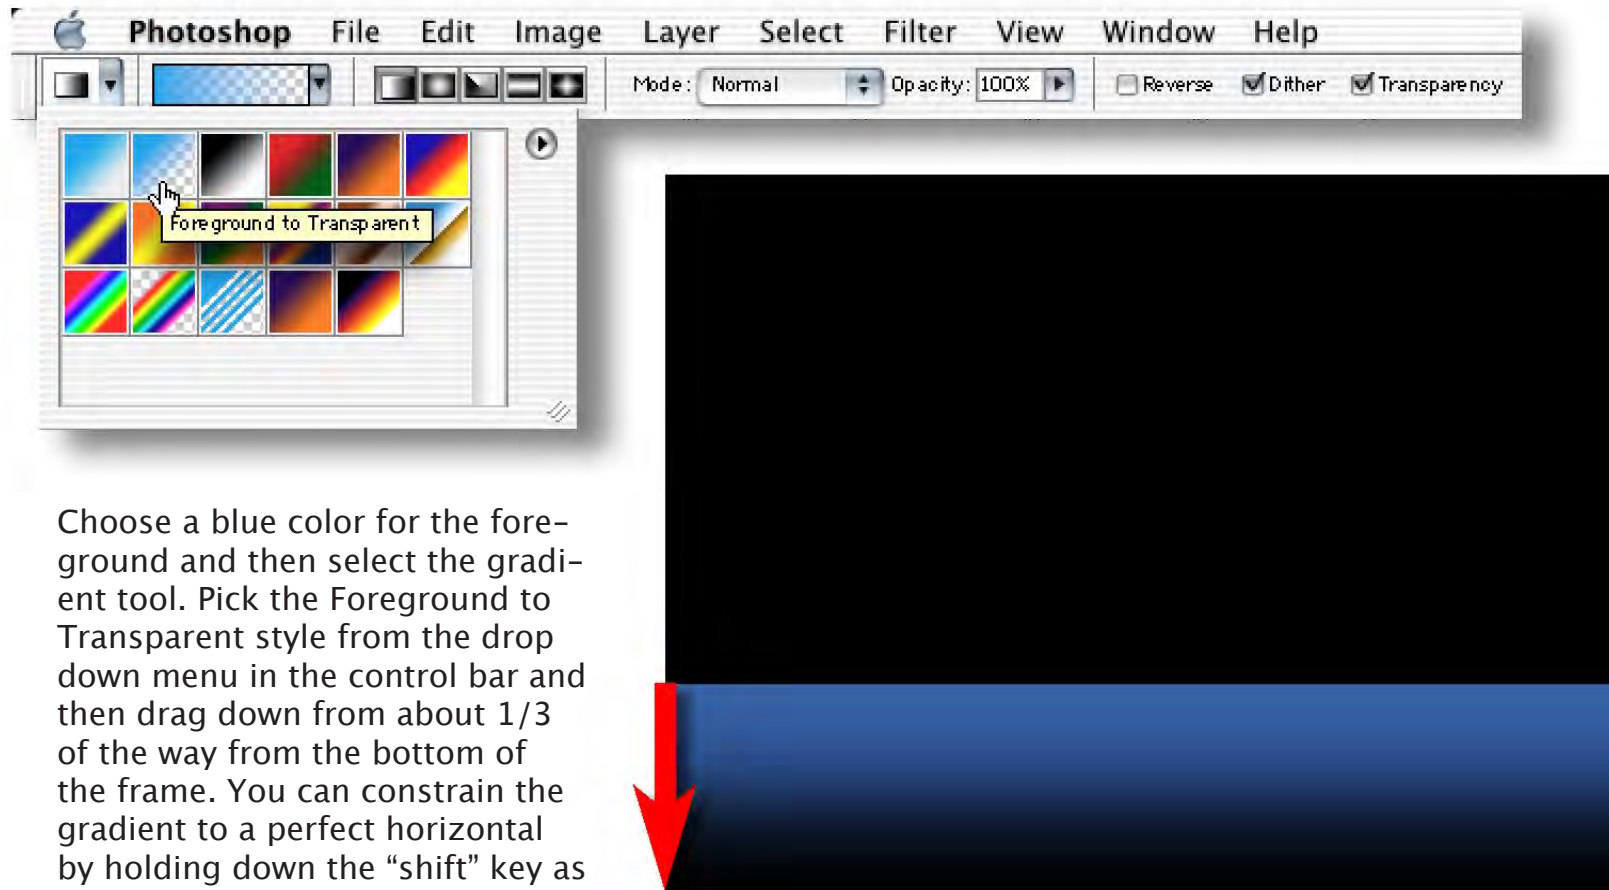 Photoshop File Edit Image Layer Select Filter View Window Help
Mode: Normal Opacity: 100% Reverse Dither Transparency
Foreground to Transparent
Choose a blue color for the fore-
ground and then select the gradi-
ent tool. Pick the Foreground to
Transparent style from the drop
down menu in the control bar and
then drag down from about 1/3
of the way from the bottom of
the frame. You can constrain the
gradient to a perfect horizontal
by holding down the “shift” key as